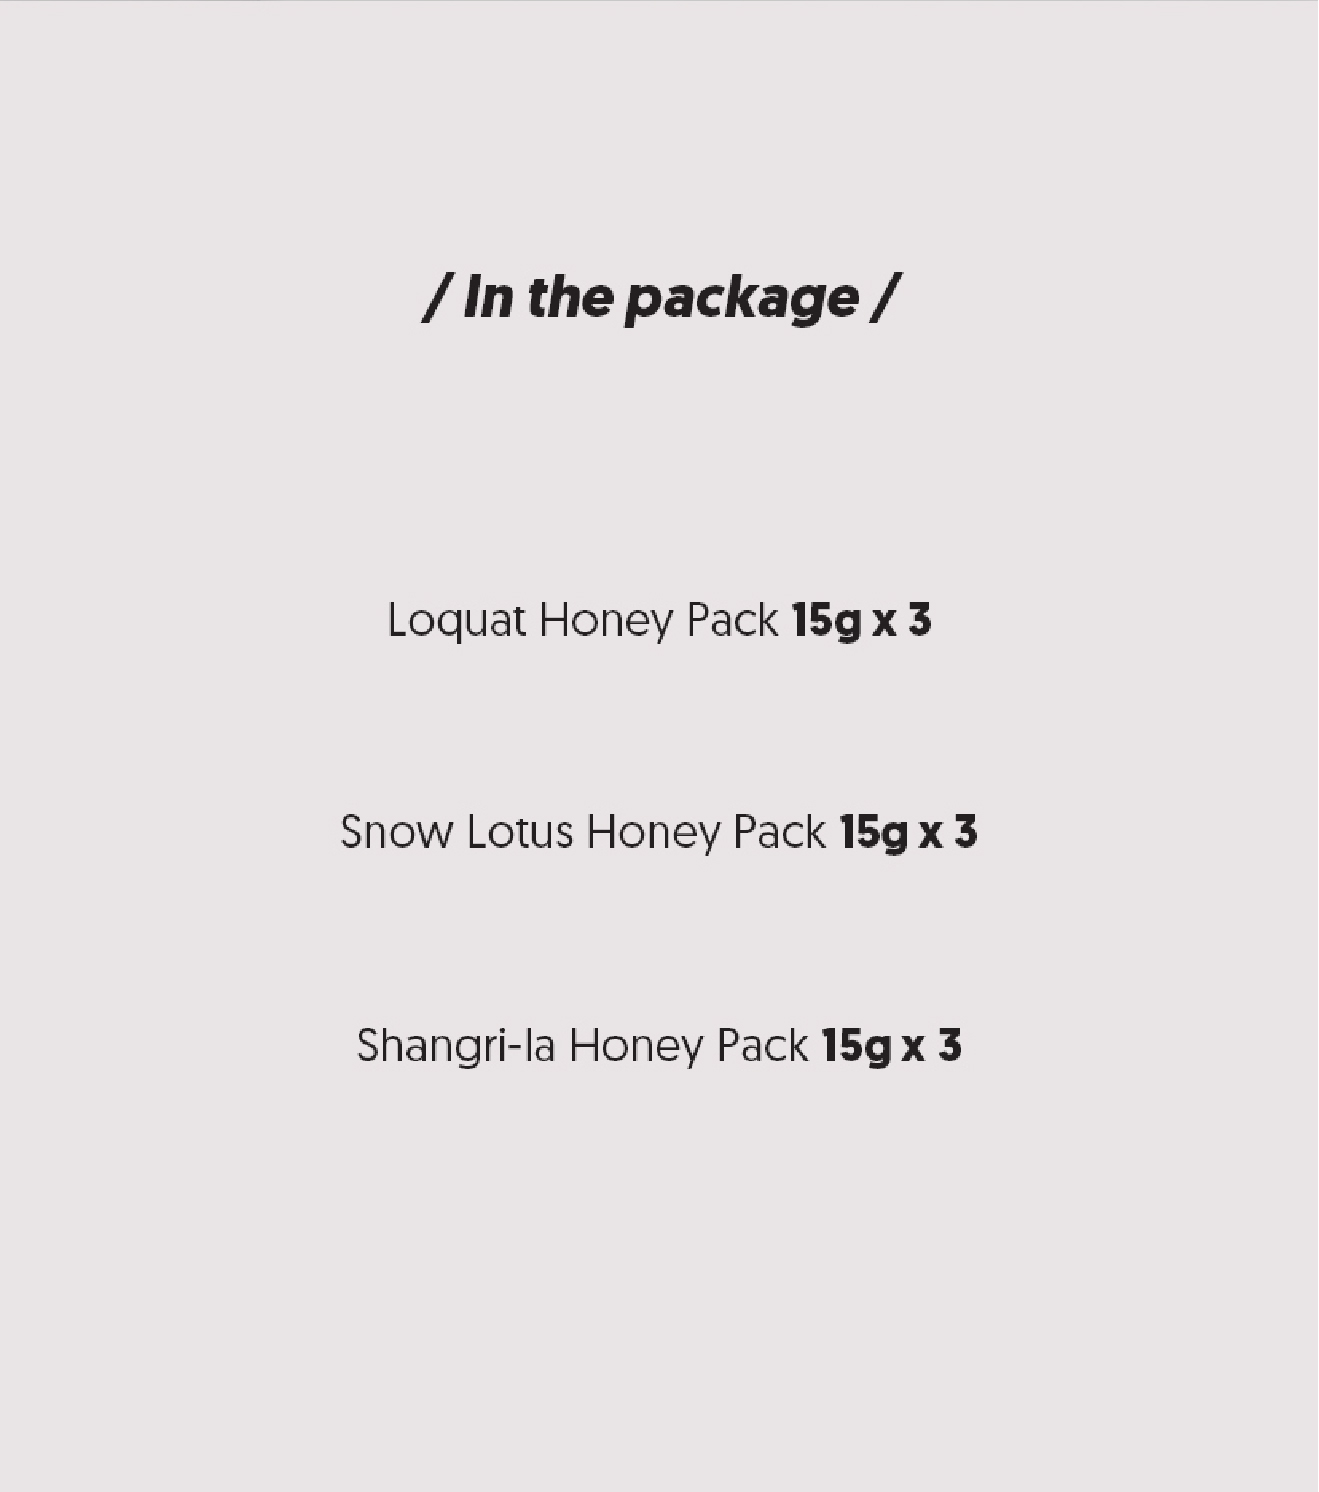 / In the package /
Loquat Honey Pack 15g x 3
Snow Lotus Honey Pack 15g x 3
Shangri-la Honey Pack 15g x 3